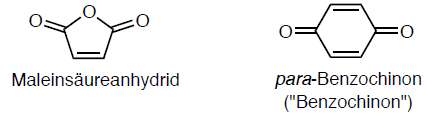 O O O
O O
Maleinsäureanhydrid
para-Benzochinon
("Benzochinon")